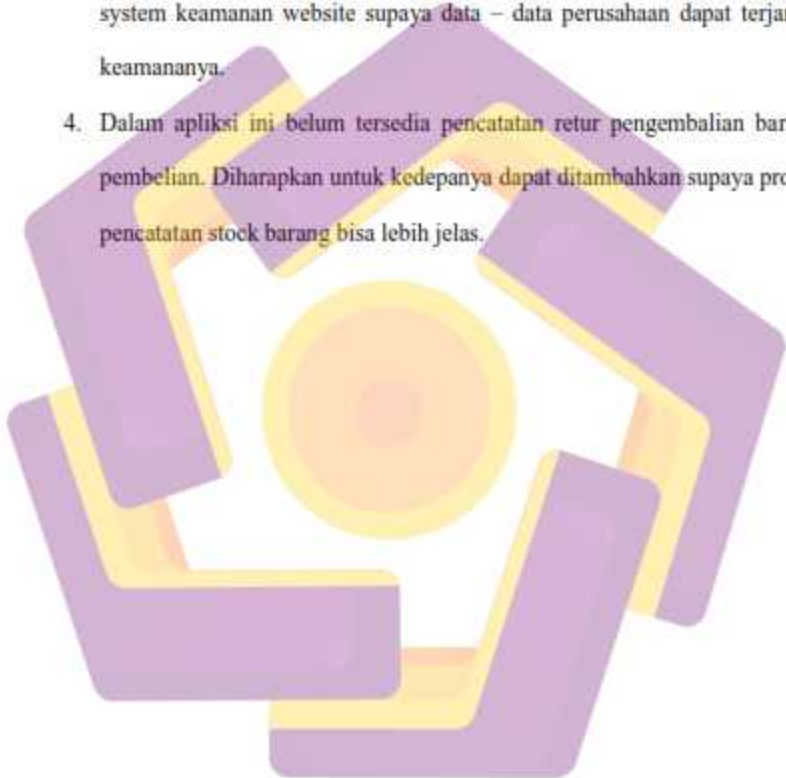 system keamanan website supaya data – data perusahaan dapat terja
keamananya.
4. Dalam apliksi ini belum tersedia pencatatan retur pengembalian bar
pembelian. Diharapkan untuk kedepanya dapat ditambahkan supaya pro
pencatatan stock barang bisa lebih jelas.